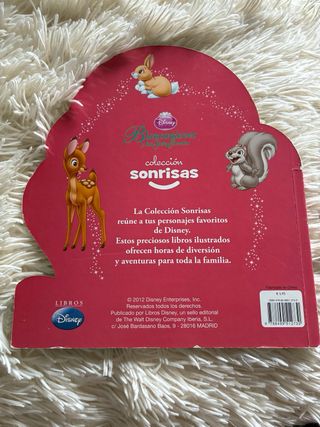 Disney
Blancanieves
colección
sonrisas
La Colección Sonrisas
reúne a tus personajes favoritos
de Disney.
Estos preciosos libros ilustrados
ofrecen horas de diversión
y aventuras para toda la familia.
© 2012 Disney Enterprises, Inc.
Reservados todos los derechos.
Publicado por Libros Disney, un sello editorial
de The Walt Disney Company Iberia, S.L.
c/ José Bardasano Baos, 9 - 28016 MADRID
LIBROS
Disney